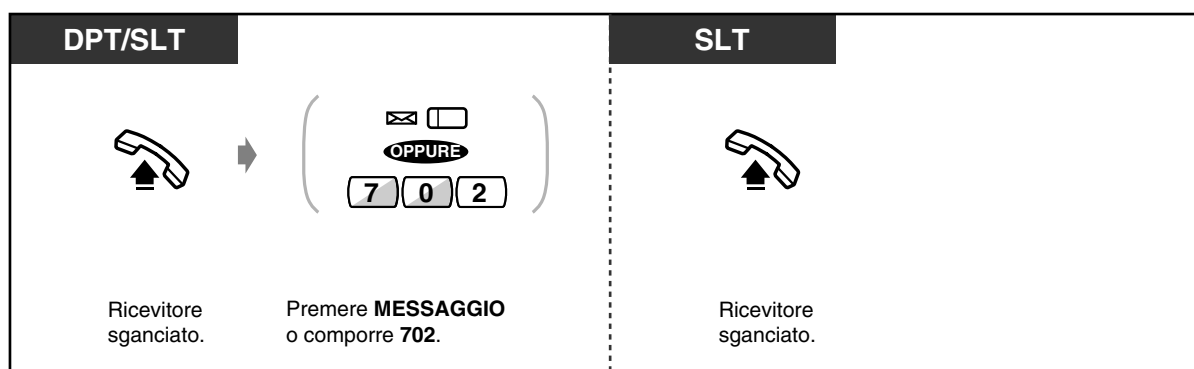 DPT/SLT
OPPURE
7 0 2
Ricevitore
sganciato.
Premere MESSAGGIO
o comporre 702.
SLT
Ricevitore
sganciato.